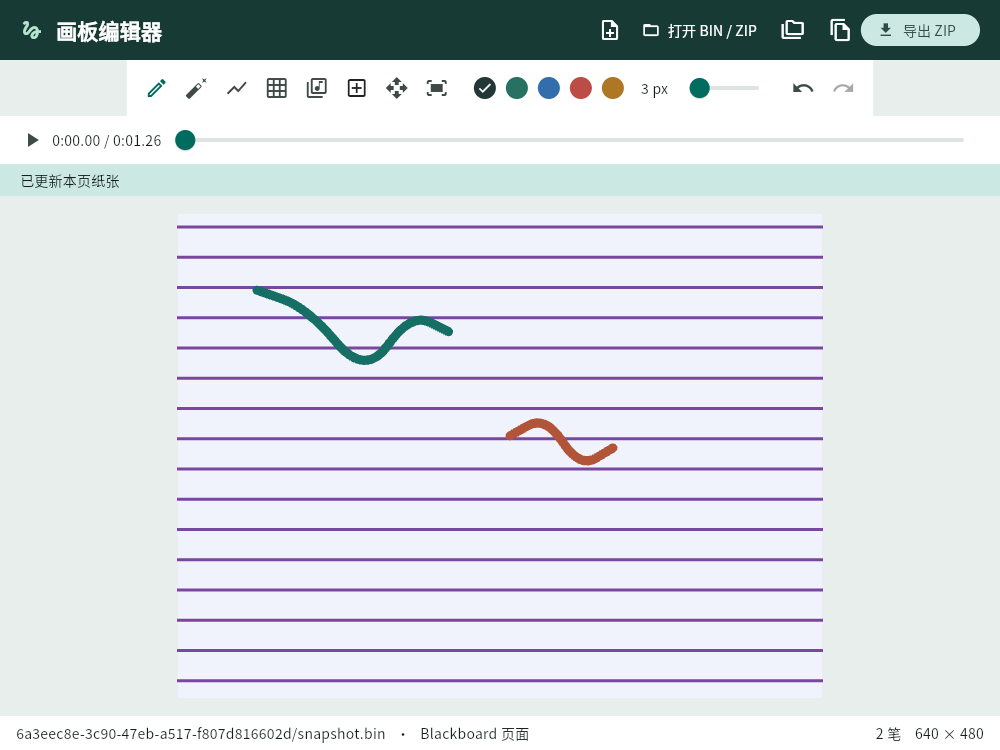 画板编辑器
打开 BIN / ZIP
导出 ZIP
3 px
0:00.00 / 0:01.26
已更新本页纸张
6a3eec8e-3c90-47eb-a517-f807d816602d/snapshot.bin • Blackboard 页面
2 笔 640 × 480